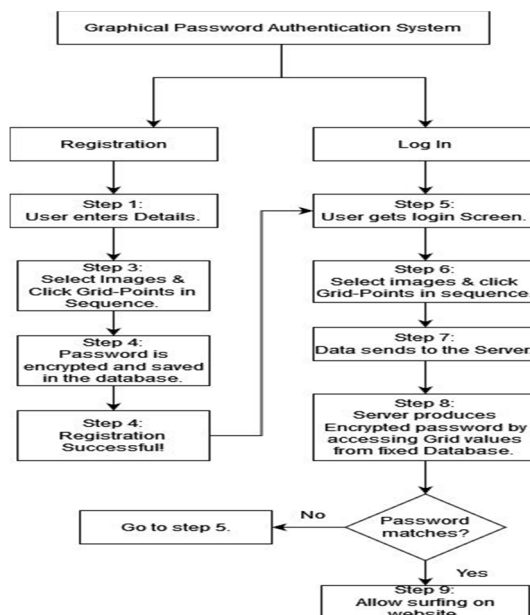 Graphical Password Authentication System
Registration
Log In
Step 1:
User enters Details.
Step 3:
Select Images &
Click Grid-Points in
Sequence.
Step 4:
Password is
encrypted and saved
in the database.
Step 4:
Registration
Successful!
Step 5:
User gets login Screen.
Step 6:
Select images & click
Grid-Points in sequence.
Step 7:
Data sends to the Server.
Step 8:
Server produces
Encrypted password by
accessing Grid values
from fixed Database.
Password
matches?
No
Go to step 5.
Yes
Step 9:
Allow surfing on
website